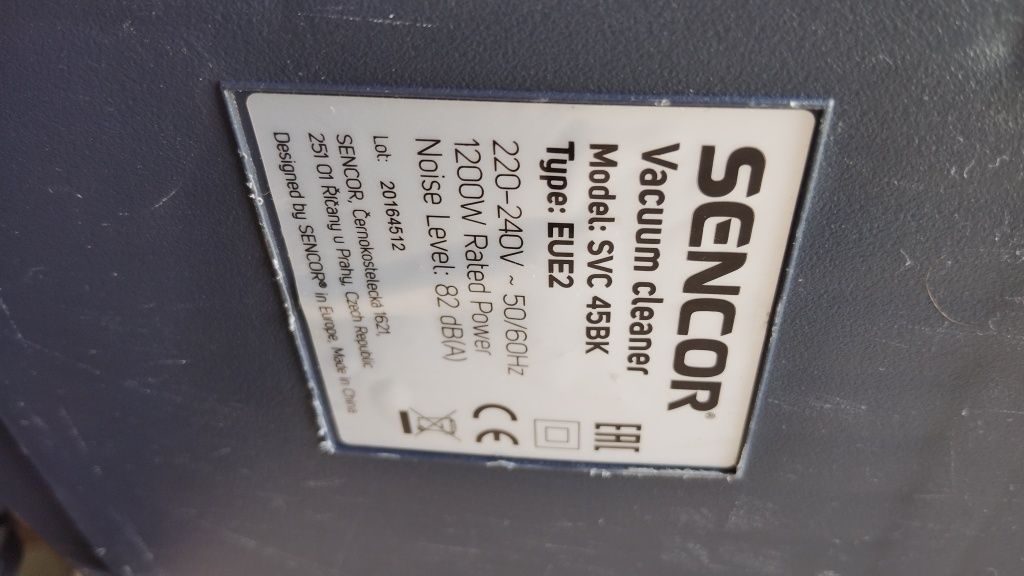 SENCOR®
Vacuum cleaner
Model: SVC 45BK
Type: EUE2
220-240V ~ 50/60Hz
1200W Rated Power
Noise Level: 82 dB(A)
Lot: 20164512
SENCOR, Černokostelecká 1621,
251 01 Říčany u Prahy, Czech Republic
Designed by SENCOR® in Europe, Made in China
EAC
CE